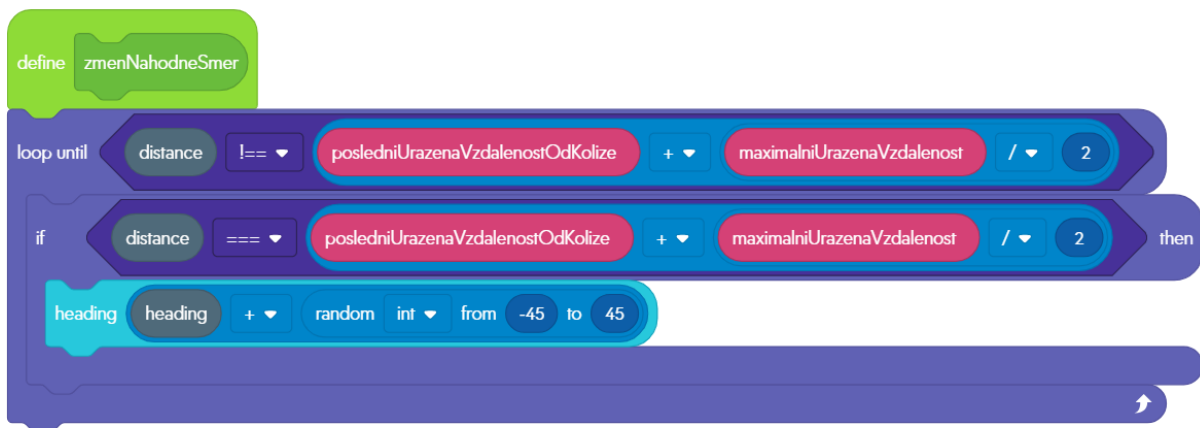 define zmenNahodneSmer
loop until distance !== posledniUrazenaVzdalenostOdKolize + maximalniUrazenaVzdalenost / 2
if distance === posledniUrazenaVzdalenostOdKolize + maximalniUrazenaVzdalenost / 2 then
heading heading + random int from -45 to 45